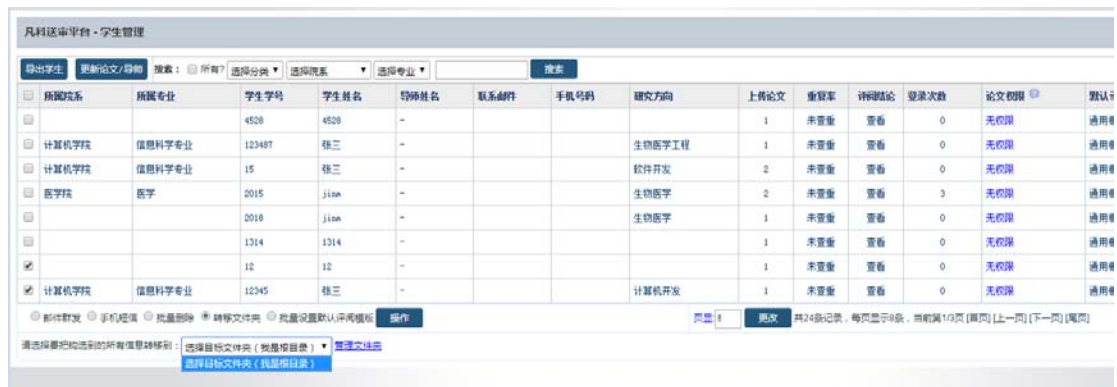 凡科送审平台 - 学生管理
导出学生 更新论文/导师 搜索： 所有? 选择分类 选择院系 选择专业 搜索
所属院系 所属专业 学生学号 学生姓名 导师姓名 联系邮件 手机号码 研究方向 上传论文 重复率 评阅结论 登录次数 论文权限 默认
4528 4528 - 1 未查重 查看 0 无权限 通用
计算机学院 信息科学专业 123487 张三 - 生物医学工程 1 未查重 查看 0 无权限 通用
计算机学院 信息科学专业 15 张三 - 软件开发 2 未查重 查看 0 无权限 通用
医学院 医学 2015 jinm - 生物医学 2 未查重 查看 3 无权限 通用
2016 jinm - 生物医学 1 未查重 查看 0 无权限 通用
1314 1314 - 1 未查重 查看 0 无权限 通用
12 12 - 1 未查重 查看 0 无权限 通用
计算机学院 信息科学专业 12345 张三 - 计算机开发 1 未查重 查看 0 无权限 通用
邮件群发 手机短信 批量删除 转移文件夹 批量设置默认评阅模板 操作 页里:8 更改 共24条记录，每页显示8条，当前第1/3页 [首页] [上一页] [下一页] [尾页]
请选择要把构选到的所有信息转移到： 选择目标文件夹（我是根目录） 管理文件夹
选择目标文件夹（我是根目录）